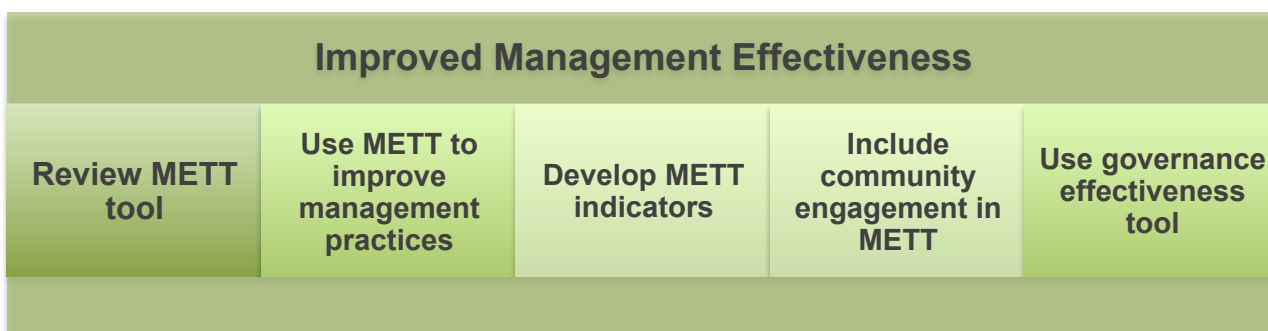 Improved Management Effectiveness
Review METT
tool
Use METT to
improve
management
practices
Develop METT
indicators
Include
community
engagement in
METT
Use governance
effectiveness
tool